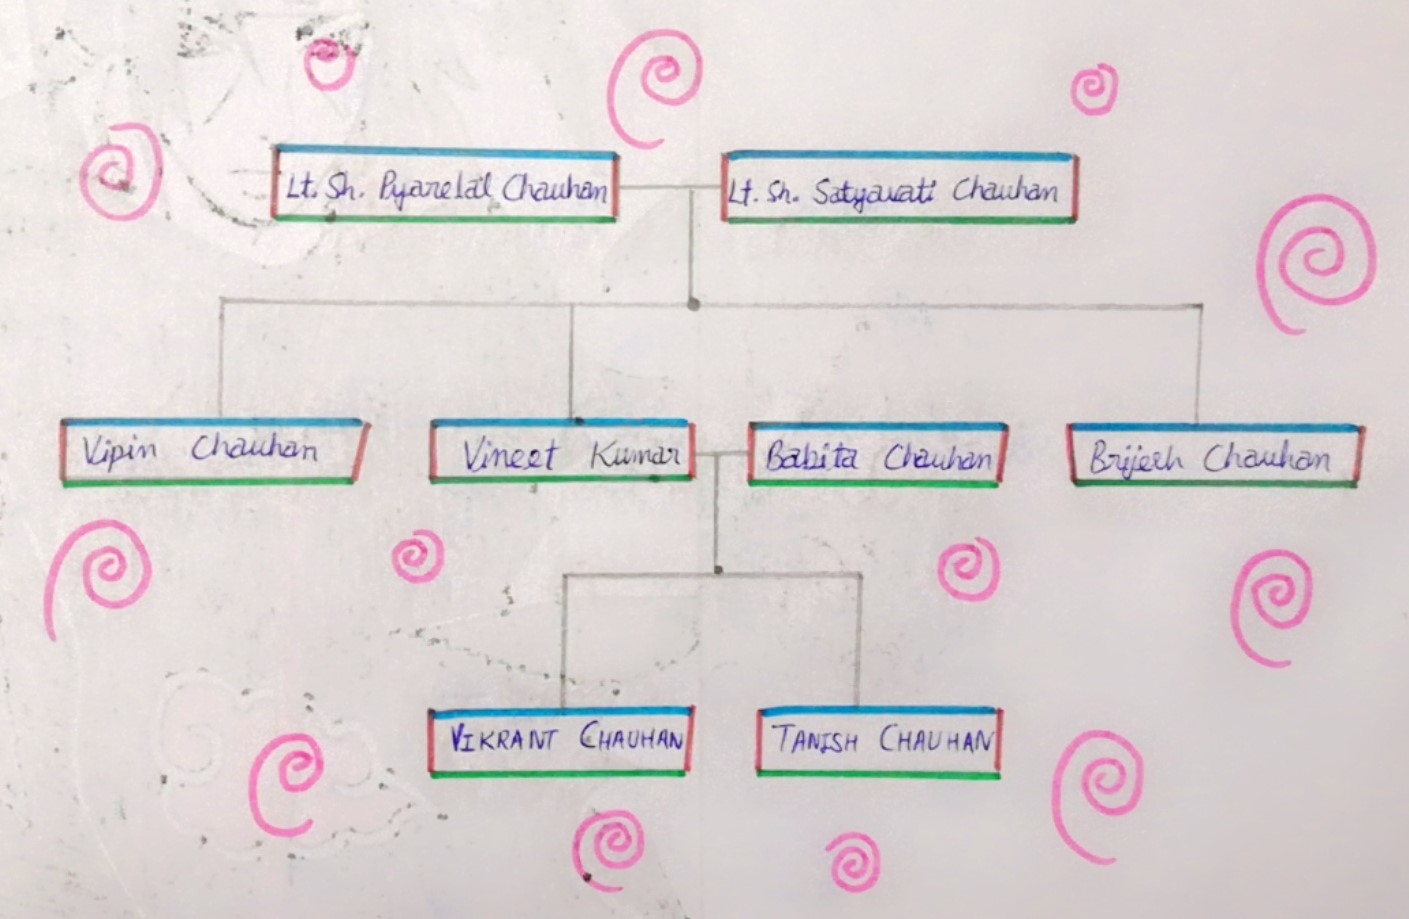 Lt. Sh. Pyarelal Chauhan
Lt. Sh. Satyavati Chauhan
Vipin Chauhan
Vineet Kumar
Babita Chauhan
Brijesh Chauhan
VIKRANT CHAUHAN
TANISH CHAUHAN